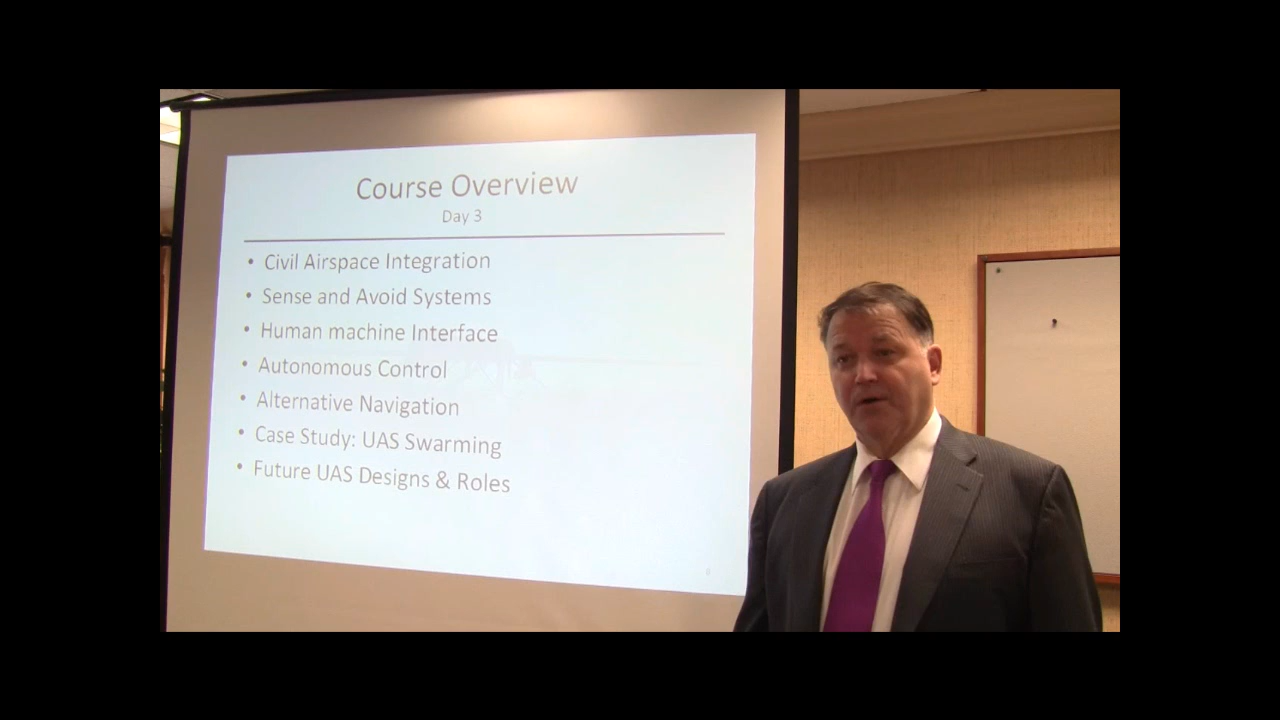 Course Overview
Day 3
• Civil Airspace Integration
• Sense and Avoid Systems
• Human machine Interface
• Autonomous Control
• Alternative Navigation
• Case Study: UAS Swarming
• Future UAS Designs & Roles